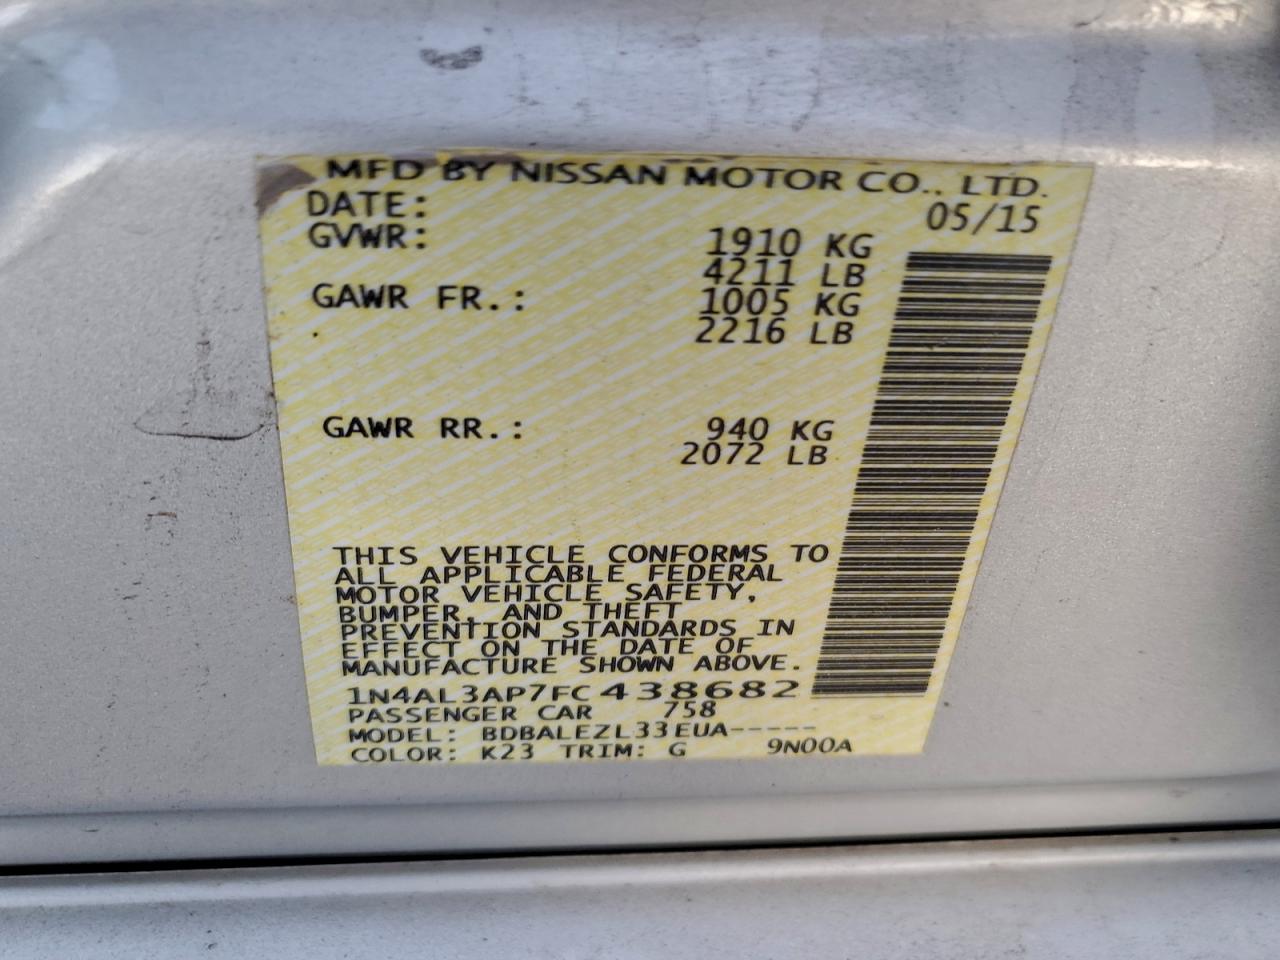 MFD BY NISSAN MOTOR CO., LTD.
DATE: 05/15
GVWR: 1910 KG
4211 LB
GAWR FR.: 1005 KG
2216 LB
GAWR RR.: 940 KG
2072 LB
THIS VEHICLE CONFORMS TO
ALL APPLICABLE FEDERAL
MOTOR VEHICLE SAFETY,
BUMPER, AND THEFT
PREVENTION STANDARDS IN
EFFECT ON THE DATE OF
MANUFACTURE SHOWN ABOVE.
1N4AL3AP7FC438682
PASSENGER CAR 758
MODEL: BDBALEZL33EUA-----
COLOR: K23 TRIM: G 9N00A